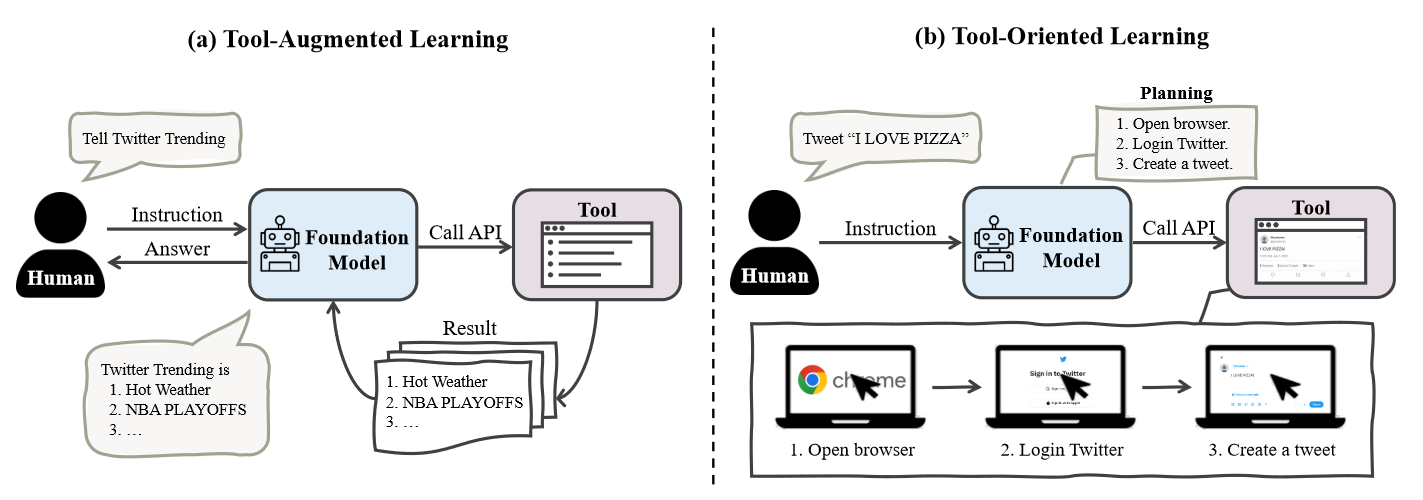 (a) Tool-Augmented Learning
Tell Twitter Trending
Human
Instruction
Answer
Foundation
Model
Call API
Tool
Result
1. Hot Weather
2. NBA PLAYOFFS
3. …
Twitter Trending is
1. Hot Weather
2. NBA PLAYOFFS
3. …
(b) Tool-Oriented Learning
Tweet “I LOVE PIZZA”
Planning
1. Open browser.
2. Login Twitter.
3. Create a tweet.
Human
Instruction
Foundation
Model
Call API
Tool
I LOVE PIZZA!
chrome
1. Open browser
Sign in to Twitter
2. Login Twitter
I LOVE PIZZA!
3. Create a tweet